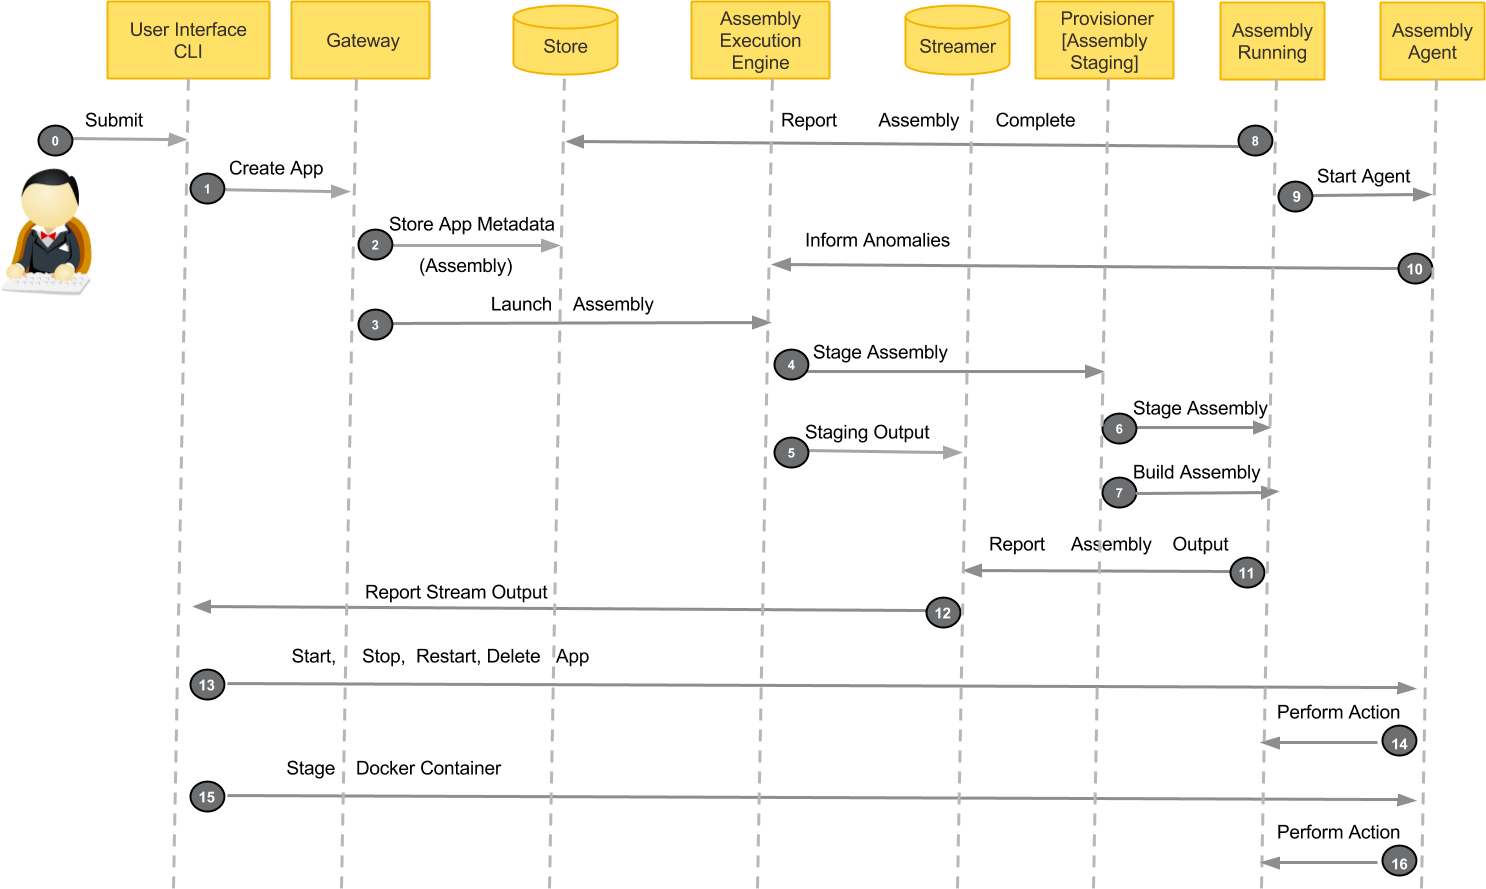 User Interface
CLI
Gateway
Store
Assembly
Execution
Engine
Streamer
Provisioner
[Assembly
Staging]
Assembly
Running
Assembly
Agent
0
Submit
8
Report Assembly Complete
1
Create App
9
Start Agent
2
Store App Metadata
(Assembly)
10
Inform Anomalies
3
Launch Assembly
4
Stage Assembly
6
Stage Assembly
5
Staging Output
7
Build Assembly
11
Report Assembly Output
12
Report Stream Output
13
Start, Stop, Restart, Delete App
14
Perform Action
15
Stage Docker Container
16
Perform Action